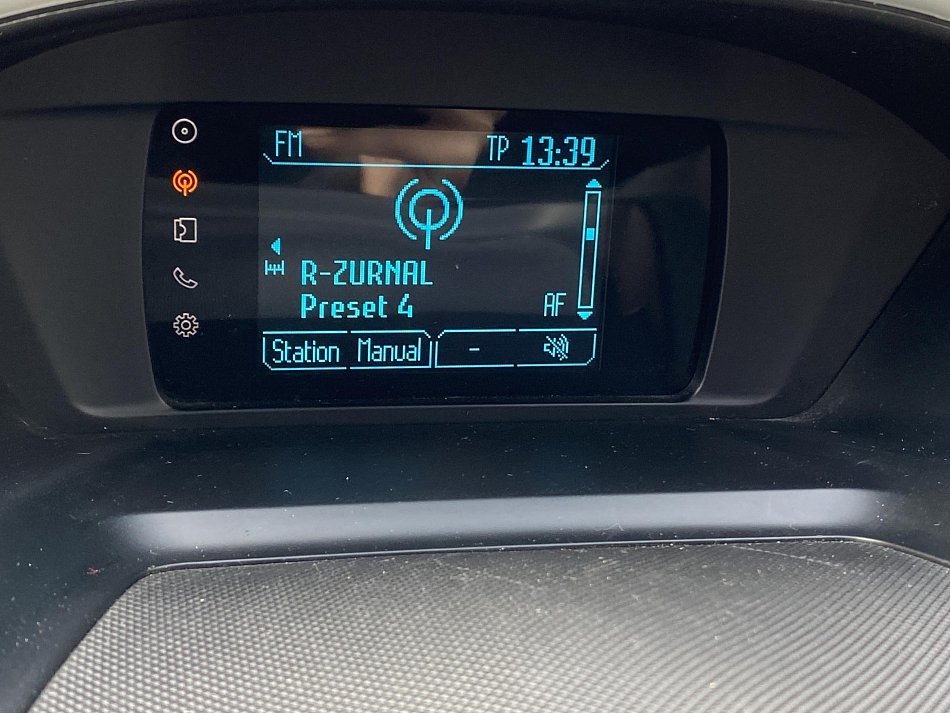 FM TP 13:39
R-ZURNAL
Preset 4 AF
Station Manual -